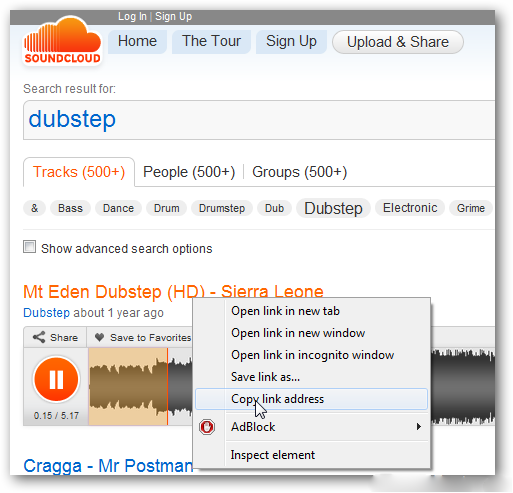 Log In | Sign Up
SOUNDCLOUD
Home The Tour Sign Up Upload & Share
Search result for:
dubstep
Tracks (500+) People (500+) Groups (500+)
& Bass Dance Drum Drumstep Dub Dubstep Electronic Grime
Show advanced search options
Mt Eden Dubstep (HD) - Sierra Leone
Dubstep about 1 year ago
Share Save to Favorites
0.15 / 5.17
Cragga - Mr Postman
Open link in new tab
Open link in new window
Open link in incognito window
Save link as...
Copy link address
AdBlock
Inspect element